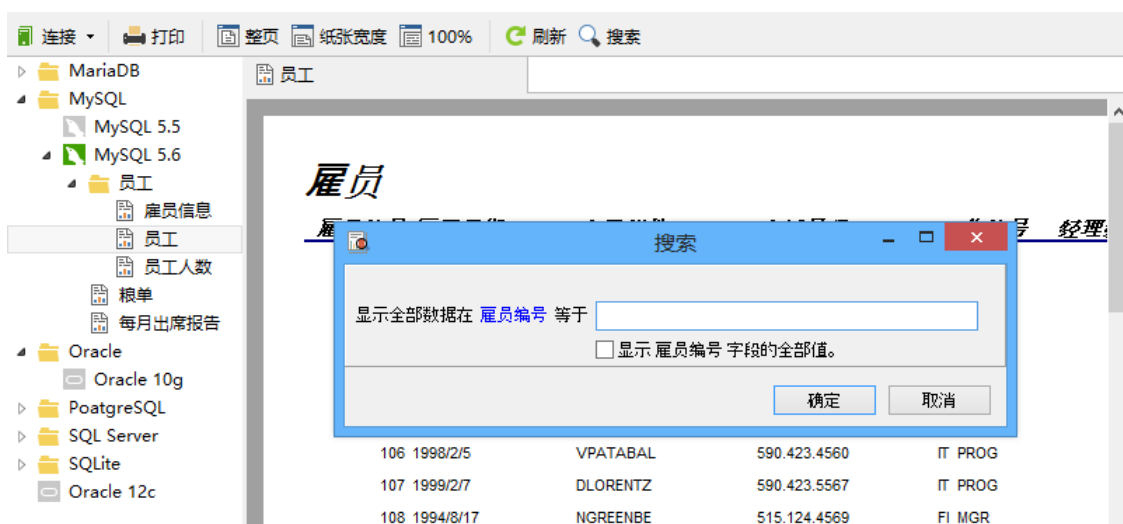 连接 打印 整页 纸张宽度 100% 刷新 搜索
MariaDB
MySQL
MySQL 5.5
MySQL 5.6
员工
雇员信息
员工
员工人数
粮单
每月出席报告
Oracle
Oracle 10g
PoatgreSQL
SQL Server
SQLite
Oracle 12c
员工
雇员
经理
搜索
显示全部数据在 雇员编号 等于
显示 雇员编号 字段的全部值。
确定 取消
106 1998/2/5 VPATABAL 590.423.4560 IT PROG
107 1999/2/7 DLORENTZ 590.423.5567 IT PROG
108 1994/8/17 NGREENBE 515.124.4569 FI MGR